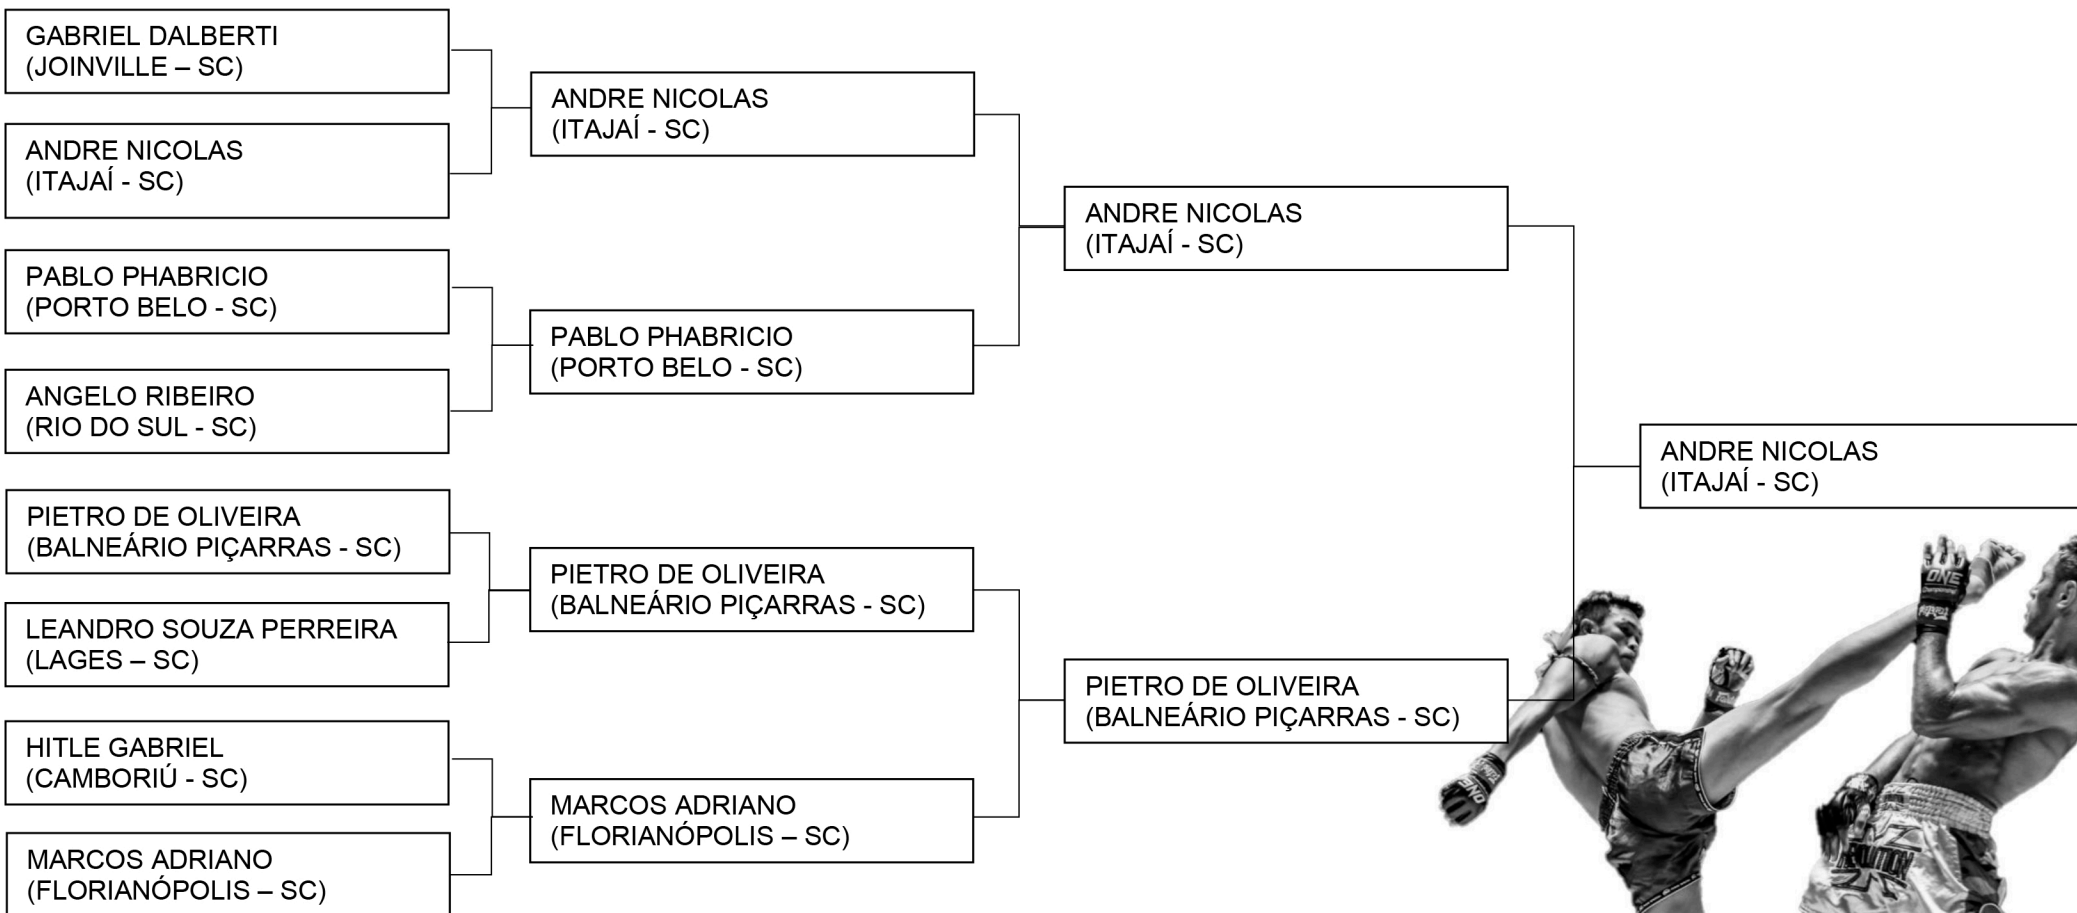 GABRIEL DALBERTI
(JOINVILLE – SC)
ANDRE NICOLAS
(ITAJAÍ - SC)
PABLO PHABRICIO
(PORTO BELO - SC)
ANGELO RIBEIRO
(RIO DO SUL - SC)
PIETRO DE OLIVEIRA
(BALNEÁRIO PIÇARRAS - SC)
LEANDRO SOUZA PERREIRA
(LAGES – SC)
HITLE GABRIEL
(CAMBORIÚ - SC)
MARCOS ADRIANO
(FLORIANÓPOLIS – SC)
ANDRE NICOLAS
(ITAJAÍ - SC)
PABLO PHABRICIO
(PORTO BELO - SC)
PIETRO DE OLIVEIRA
(BALNEÁRIO PIÇARRAS - SC)
MARCOS ADRIANO
(FLORIANÓPOLIS – SC)
ANDRE NICOLAS
(ITAJAÍ - SC)
PIETRO DE OLIVEIRA
(BALNEÁRIO PIÇARRAS - SC)
ANDRE NICOLAS
(ITAJAÍ - SC)
ONE